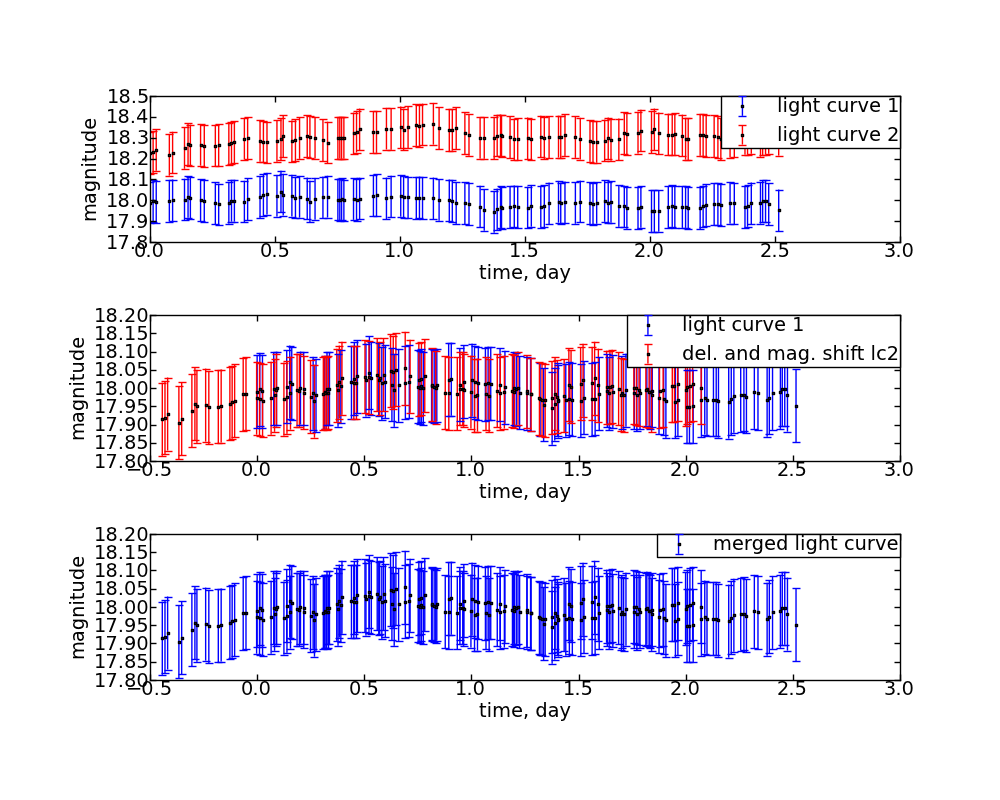 18.5
18.4
18.3
18.2
18.1
18.0
17.9
17.8
magnitude
light curve 1
light curve 2
0.0 0.5 1.0 1.5 2.0 2.5 3.0
time, day
18.20
18.15
18.10
18.05
18.00
17.95
17.90
17.85
17.80
magnitude
light curve 1
del. and mag. shift lc2
−0.5 0.0 0.5 1.0 1.5 2.0 2.5 3.0
time, day
18.20
18.15
18.10
18.05
18.00
17.95
17.90
17.85
17.80
magnitude
merged light curve
−0.5 0.0 0.5 1.0 1.5 2.0 2.5 3.0
time, day